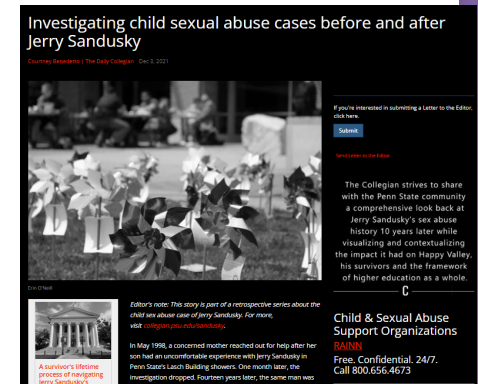 Investigating child sexual abuse cases before and after
Jerry Sandusky
Courtney Benedetto | The Daily Collegian Dec 3, 2021
If you're interested in submitting a Letter to the Editor,
click here.
Submit
Send Letter to the Editor
The Collegian strives to share
with the Penn State community
a comprehensive look back at
Jerry Sandusky's sex abuse
history 10 years later while
visualizing and contextualizing
the impact it had on Happy Valley,
his survivors and the framework
of higher education as a whole.
C
Erin O'Neill
Editor's note: This story is part of a retrospective series about the
child sex abuse case of Jerry Sandusky. For more,
visit collegian.psu.edu/sandusky.
In May 1998, a concerned mother reached out for help after her
son had an uncomfortable experience with Jerry Sandusky in
Penn State's Lasch Building showers. One month later, the
investigation dropped. Fourteen years later, the same man was
A survivor's lifetime
process of navigating
Jerry Sandusky's
Child & Sexual Abuse
Support Organizations
RAINN
Free. Confidential. 24/7.
Call 800.656.4673